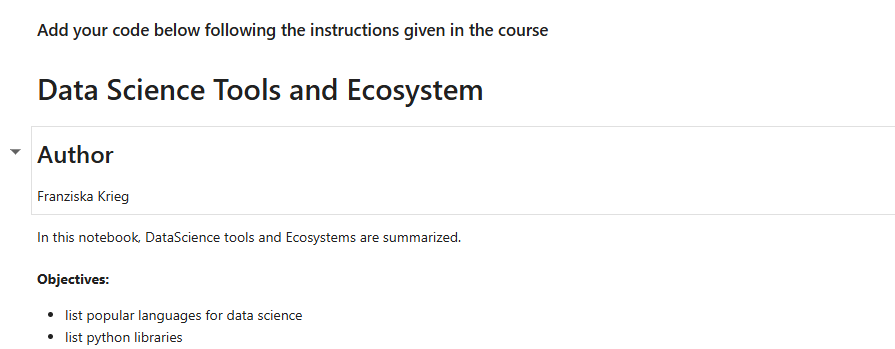 Add your code below following the instructions given in the course
Data Science Tools and Ecosystem
Author
Franziska Krieg
In this notebook, DataScience tools and Ecosystems are summarized.
Objectives:
• list popular languages for data science
• list python libraries